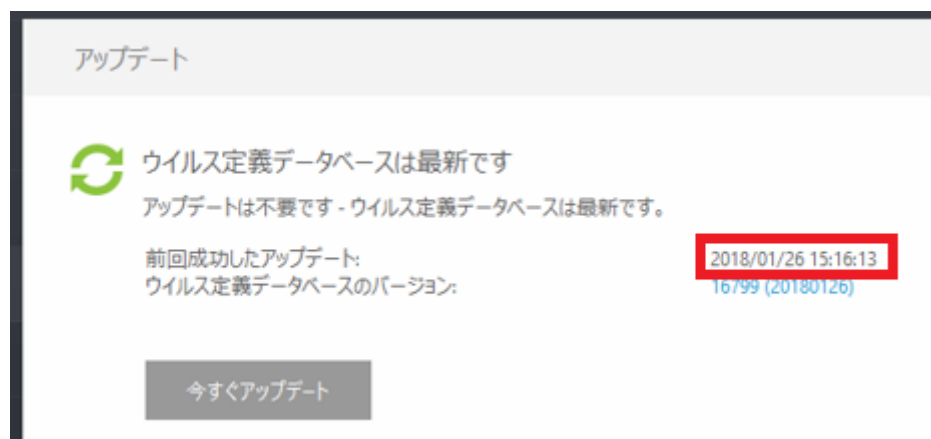 アップデート
ウイルス定義データベースは最新です
アップデートは不要です - ウイルス定義データベースは最新です。
前回成功したアップデート: 2018/01/26 15:16:13
ウイルス定義データベースのバージョン: 16799 (20180126)
今すぐアップデート